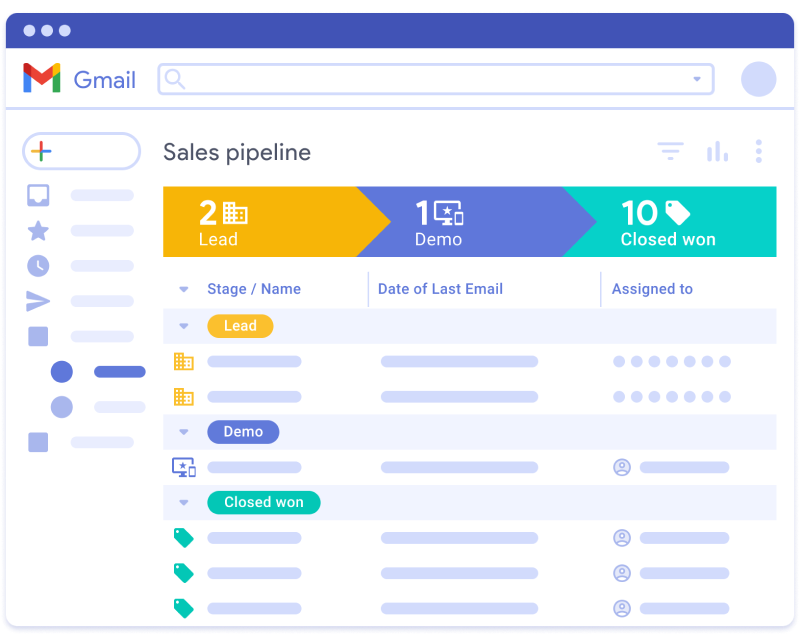 Gmail
Sales pipeline
2
Lead
1
Demo
10
Closed won
Stage / Name
Date of Last Email
Assigned to
Lead
Demo
Closed won